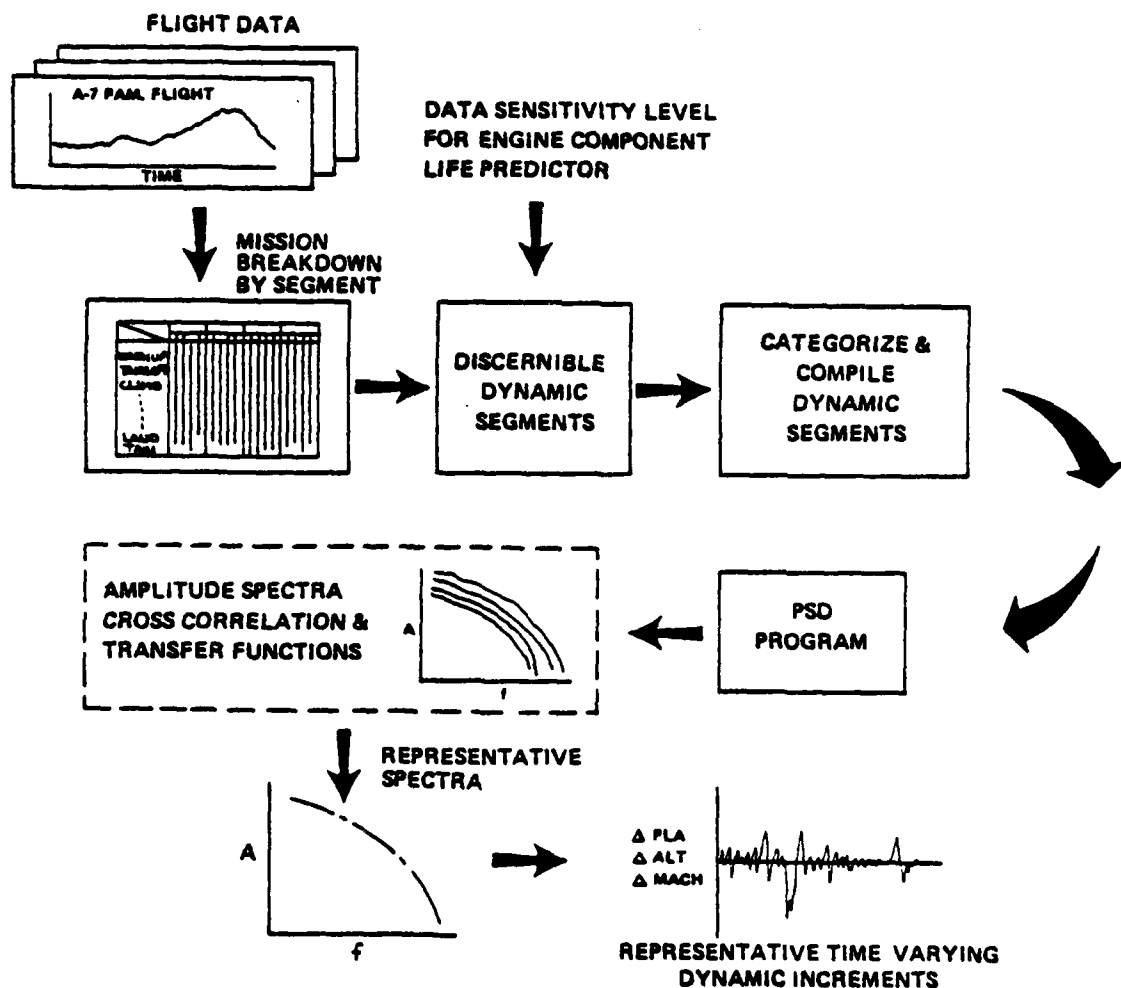 FLIGHT DATA
A-7 PAM. FLIGHT
TIME
DATA SENSITIVITY LEVEL
FOR ENGINE COMPONENT
LIFE PREDICTOR
MISSION
BREAKDOWN
BY SEGMENT
CLIMB
LAND
DISCERNIBLE
DYNAMIC
SEGMENTS
CATEGORIZE &
COMPILE
DYNAMIC
SEGMENTS
PSD
PROGRAM
AMPLITUDE SPECTRA
CROSS CORRELATION &
TRANSFER FUNCTIONS
A
f
REPRESENTATIVE
SPECTRA
A
f
Δ PLA
Δ ALT
Δ MACH
REPRESENTATIVE TIME VARYING
DYNAMIC INCREMENTS